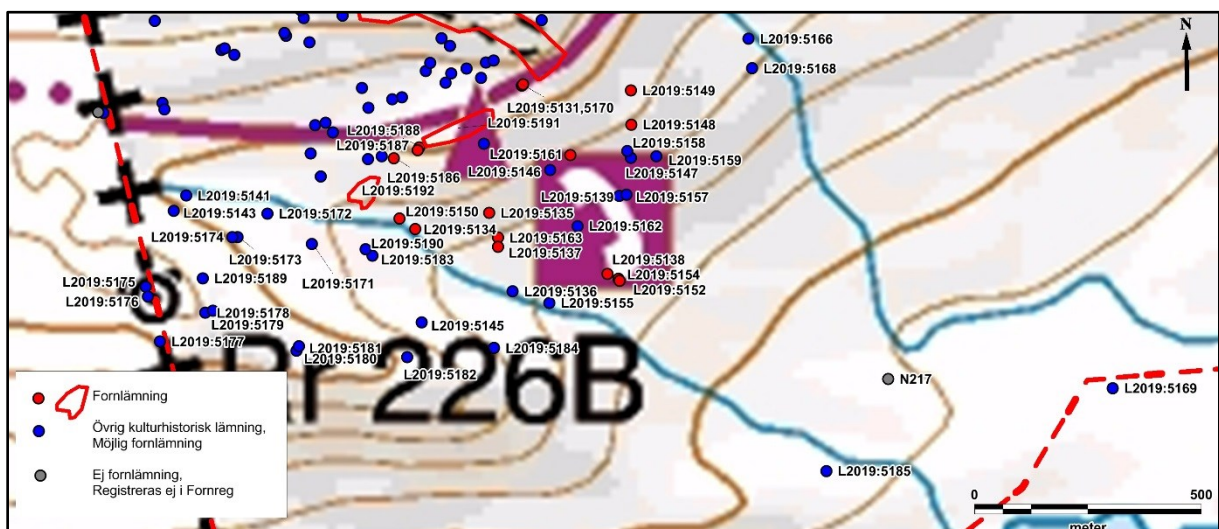 N
L2019:5166
L2019:5168
L2019:5149
L2019:5131,5170
L2019:5148
L2019:5191
L2019:5188
L2019:5158
L2019:5187
L2019:5161
L2019:5159
L2019:5146
L2019:5147
L2019:5186
L2019:5192
L2019:5141
L2019:5139
L2019:5157
L2019:5143
L2019:5172
L2019:5150
L2019:5135
L2019:5134
L2019:5162
L2019:5174
L2019:5190
L2019:5163
L2019:5173
L2019:5183
L2019:5137
L2019:5138
L2019:5189
L2019:5171
L2019:5154
L2019:5175
L2019:5152
L2019:5176
L2019:5136
L2019:5155
L2019:5178
L2019:5179
L2019:5145
L2019:5177
L2019:5181
L2019:5184
L2019:5180
L2019:5182
226B
N217
L2019:5169
L2019:5185
Fornlämning
Övrig kulturhistorisk lämning,
Möjlig fornlämning
Ej fornlämning,
Registreras ej i Fornreg
0 500
meter